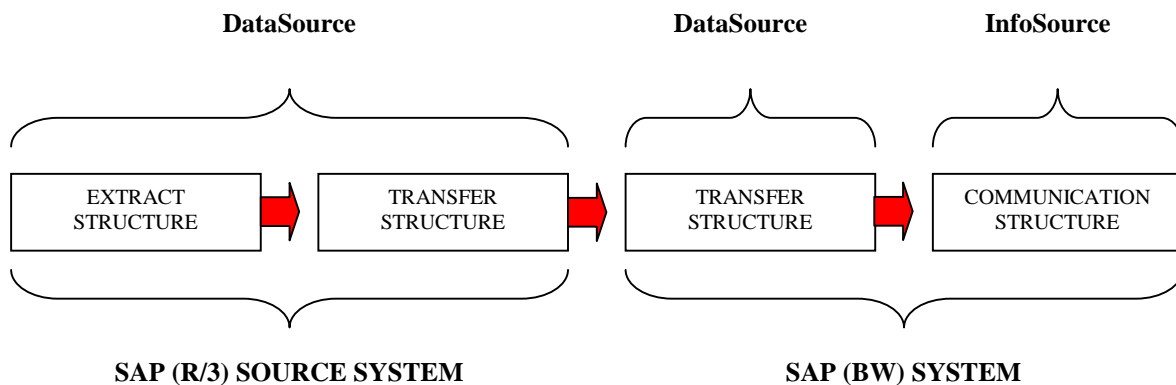 DataSource
DataSource
InfoSource
EXTRACT
STRUCTURE
TRANSFER
STRUCTURE
TRANSFER
STRUCTURE
COMMUNICATION
STRUCTURE
SAP (R/3) SOURCE SYSTEM
SAP (BW) SYSTEM